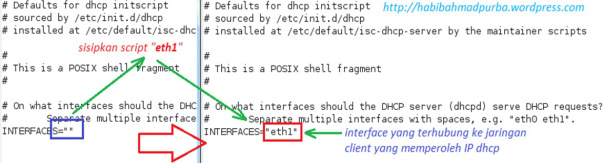 # Defaults for dhcp initscript
# sourced by /etc/init.d/dhcp
# installed at /etc/default/isc-dhc
sisipkan script "eth1"
#
# This is a POSIX shell fragment
#
# On what interfaces should the DHC
#       Separate multiple interface
INTERFACES=""
# Defaults for dhcp initscript
http://habibahmadpurba.wordpress.com
# sourced by /etc/init.d/dhcp
# installed at /etc/default/isc-dhcp-server by the maintainer scripts
#
# This is a POSIX shell fragment
#
# On what interfaces should the DHCP server (dhcpd) serve DHCP requests?
#       Separate multiple interfaces with spaces, e.g. "eth0 eth1".
INTERFACES="eth1"
interface yang terhubung ke jaringan
client yang memperoleh IP dhcp